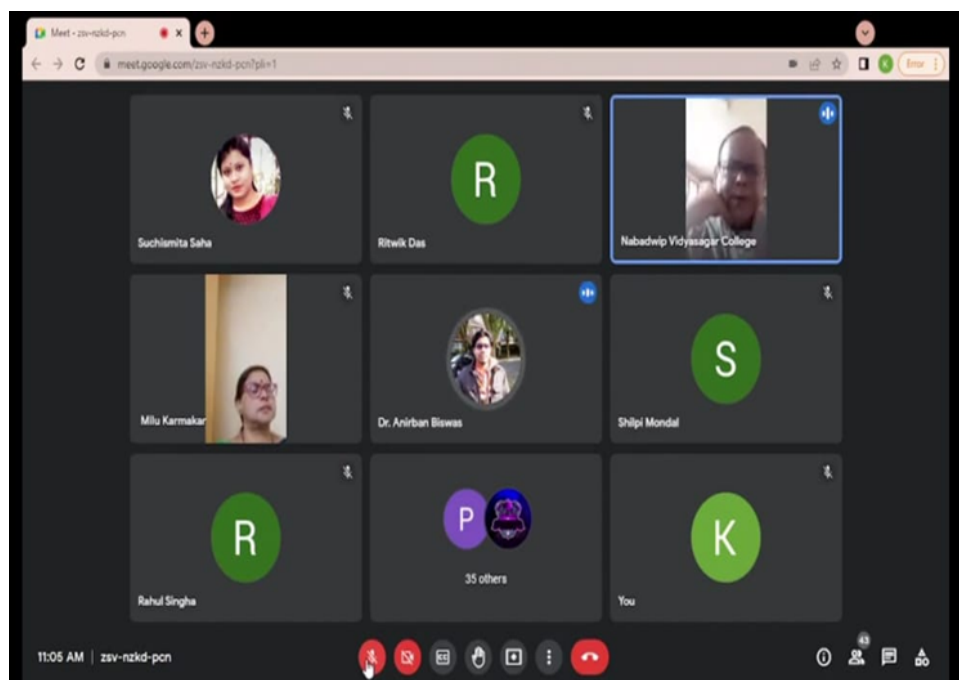 Meet - zsv-nzkd-pcn
meet.google.com/zsv-nzkd-pcn?pli=1
K
Error
Suchismita Saha
R
Ritwik Das
Nabadwip Vidyasagar College
Milu Karmakar
Dr. Anirban Biswas
S
Shilpi Mondal
R
Rahul Singha
P
35 others
K
You
11:05 AM | zsv-nzkd-pcn
CC
43